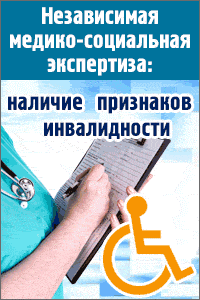 Независимая
медико-социальная
экспертиза:
наличие признаков
инвалидности